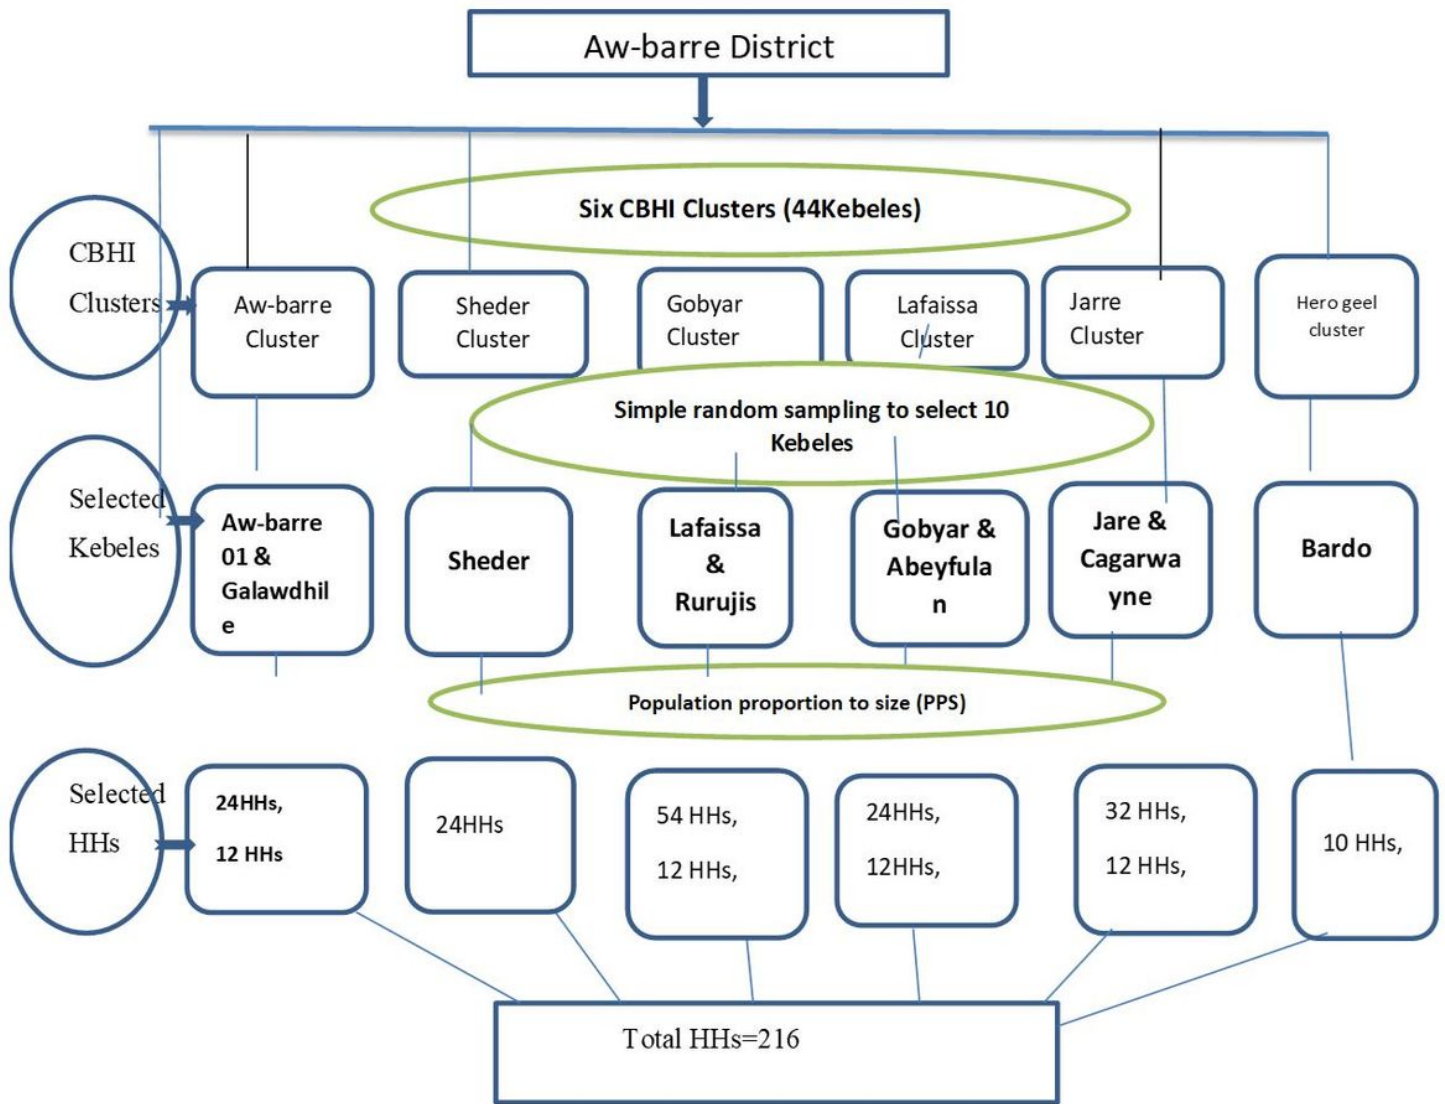 Aw-barre District
Six CBHI Clusters (44Kebeles)
CBHI
Clusters
Aw-barre
Cluster
Sheder
Cluster
Gobyar
Cluster
Lafaissa
Cluster
Jarre
Cluster
Hero geel
cluster
Simple random sampling to select 10
Kebeles
Selected
Kebeles
Aw-barre
01 &
Galawdhil
e
Sheder
Lafaissa
&
Rurujis
Gobyar &
Abeyfula
n
Jare &
Cagarwa
yne
Bardo
Population proportion to size (PPS)
Selected
HHs
24HHs,
12 HHs
24HHs
54 HHs,
12 HHs,
24HHs,
12HHs,
32 HHs,
12 HHs,
10 HHs,
Total HHs=216